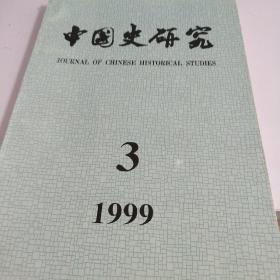 中国史研究
JOURNAL OF CHINESE HISTORICAL STUDIES
3
1999